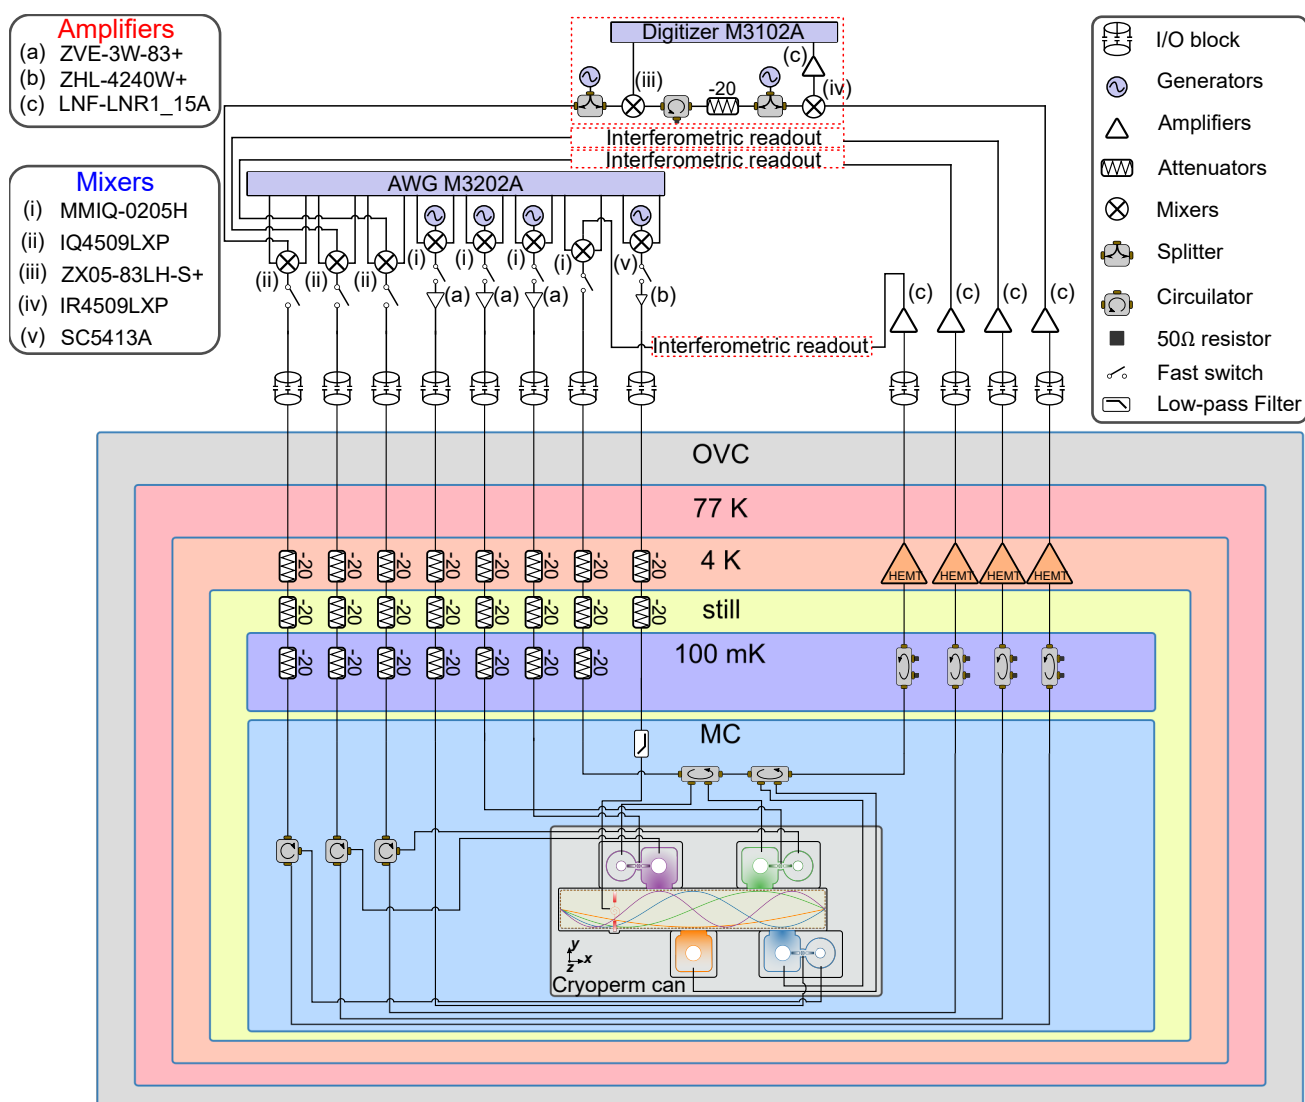 Amplifiers
(a) ZVE-3W-83+
(b) ZHL-4240W+
(c) LNF-LNR1_15A
Mixers
(i) MMIQ-0205H
(ii) IQ4509LXP
(iii) ZX05-83LH-S+
(iv) IR4509LXP
(v) SC5413A
Digitizer M3102A
(c)
(iii) -20 (iv)
Interferometric readout
Interferometric readout
AWG M3202A
(ii) (ii) (ii) (i) (i) (i) (i) (v)
(a) (a) (a) (b)
(c) (c) (c) (c)
Interferometric readout
I/O block
Generators
Amplifiers
Attenuators
Mixers
Splitter
Circuilator
50Ω resistor
Fast switch
Low-pass Filter
OVC
77 K
4 K
-20 -20 -20 -20 -20 -20 -20 -20
HEMT HEMT HEMT HEMT
still
-20 -20 -20 -20 -20 -20 -20 -20
100 mK
-20 -20 -20 -20 -20 -20 -20
MC
y
z x
Cryoperm can